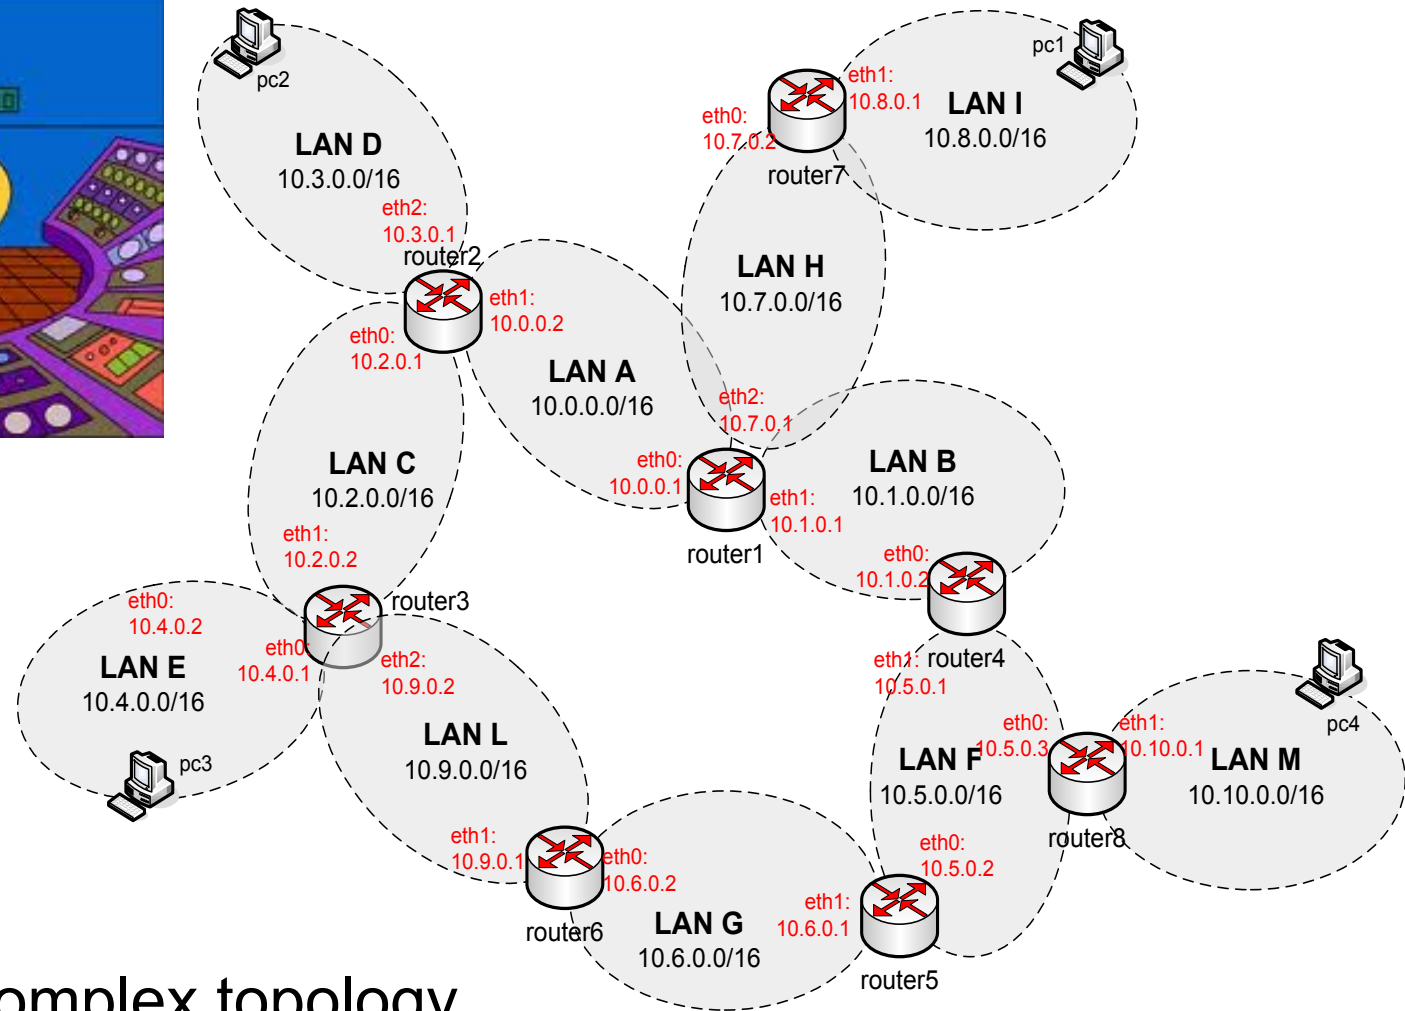 pc2
LAN D
10.3.0.0/16
eth2:
10.3.0.1
router2
eth1:
10.0.0.2
eth0:
10.2.0.1
pc1
eth1:
10.8.0.1
LAN I
10.8.0.0/16
eth0:
10.7.0.2
router7
LAN H
10.7.0.0/16
LAN A
10.0.0.0/16
eth2:
10.7.0.1
eth0:
10.0.0.1
eth1:
10.1.0.1
router1
LAN B
10.1.0.0/16
eth0:
10.1.0.2
LAN C
10.2.0.0/16
eth1:
10.2.0.2
router3
eth0:
10.4.0.2
eth0:
10.4.0.1
LAN E
10.4.0.0/16
eth2:
10.9.0.2
pc3
LAN L
10.9.0.0/16
eth1:
10.9.0.1
eth0:
10.6.0.2
router6
LAN G
10.6.0.0/16
eth1:
10.6.0.1
router5
eth0:
10.5.0.2
eth1:
10.5.0.1
router4
LAN F
10.5.0.0/16
eth0:
10.5.0.3
eth1:
10.10.0.1
router8
LAN M
10.10.0.0/16
pc4
topology